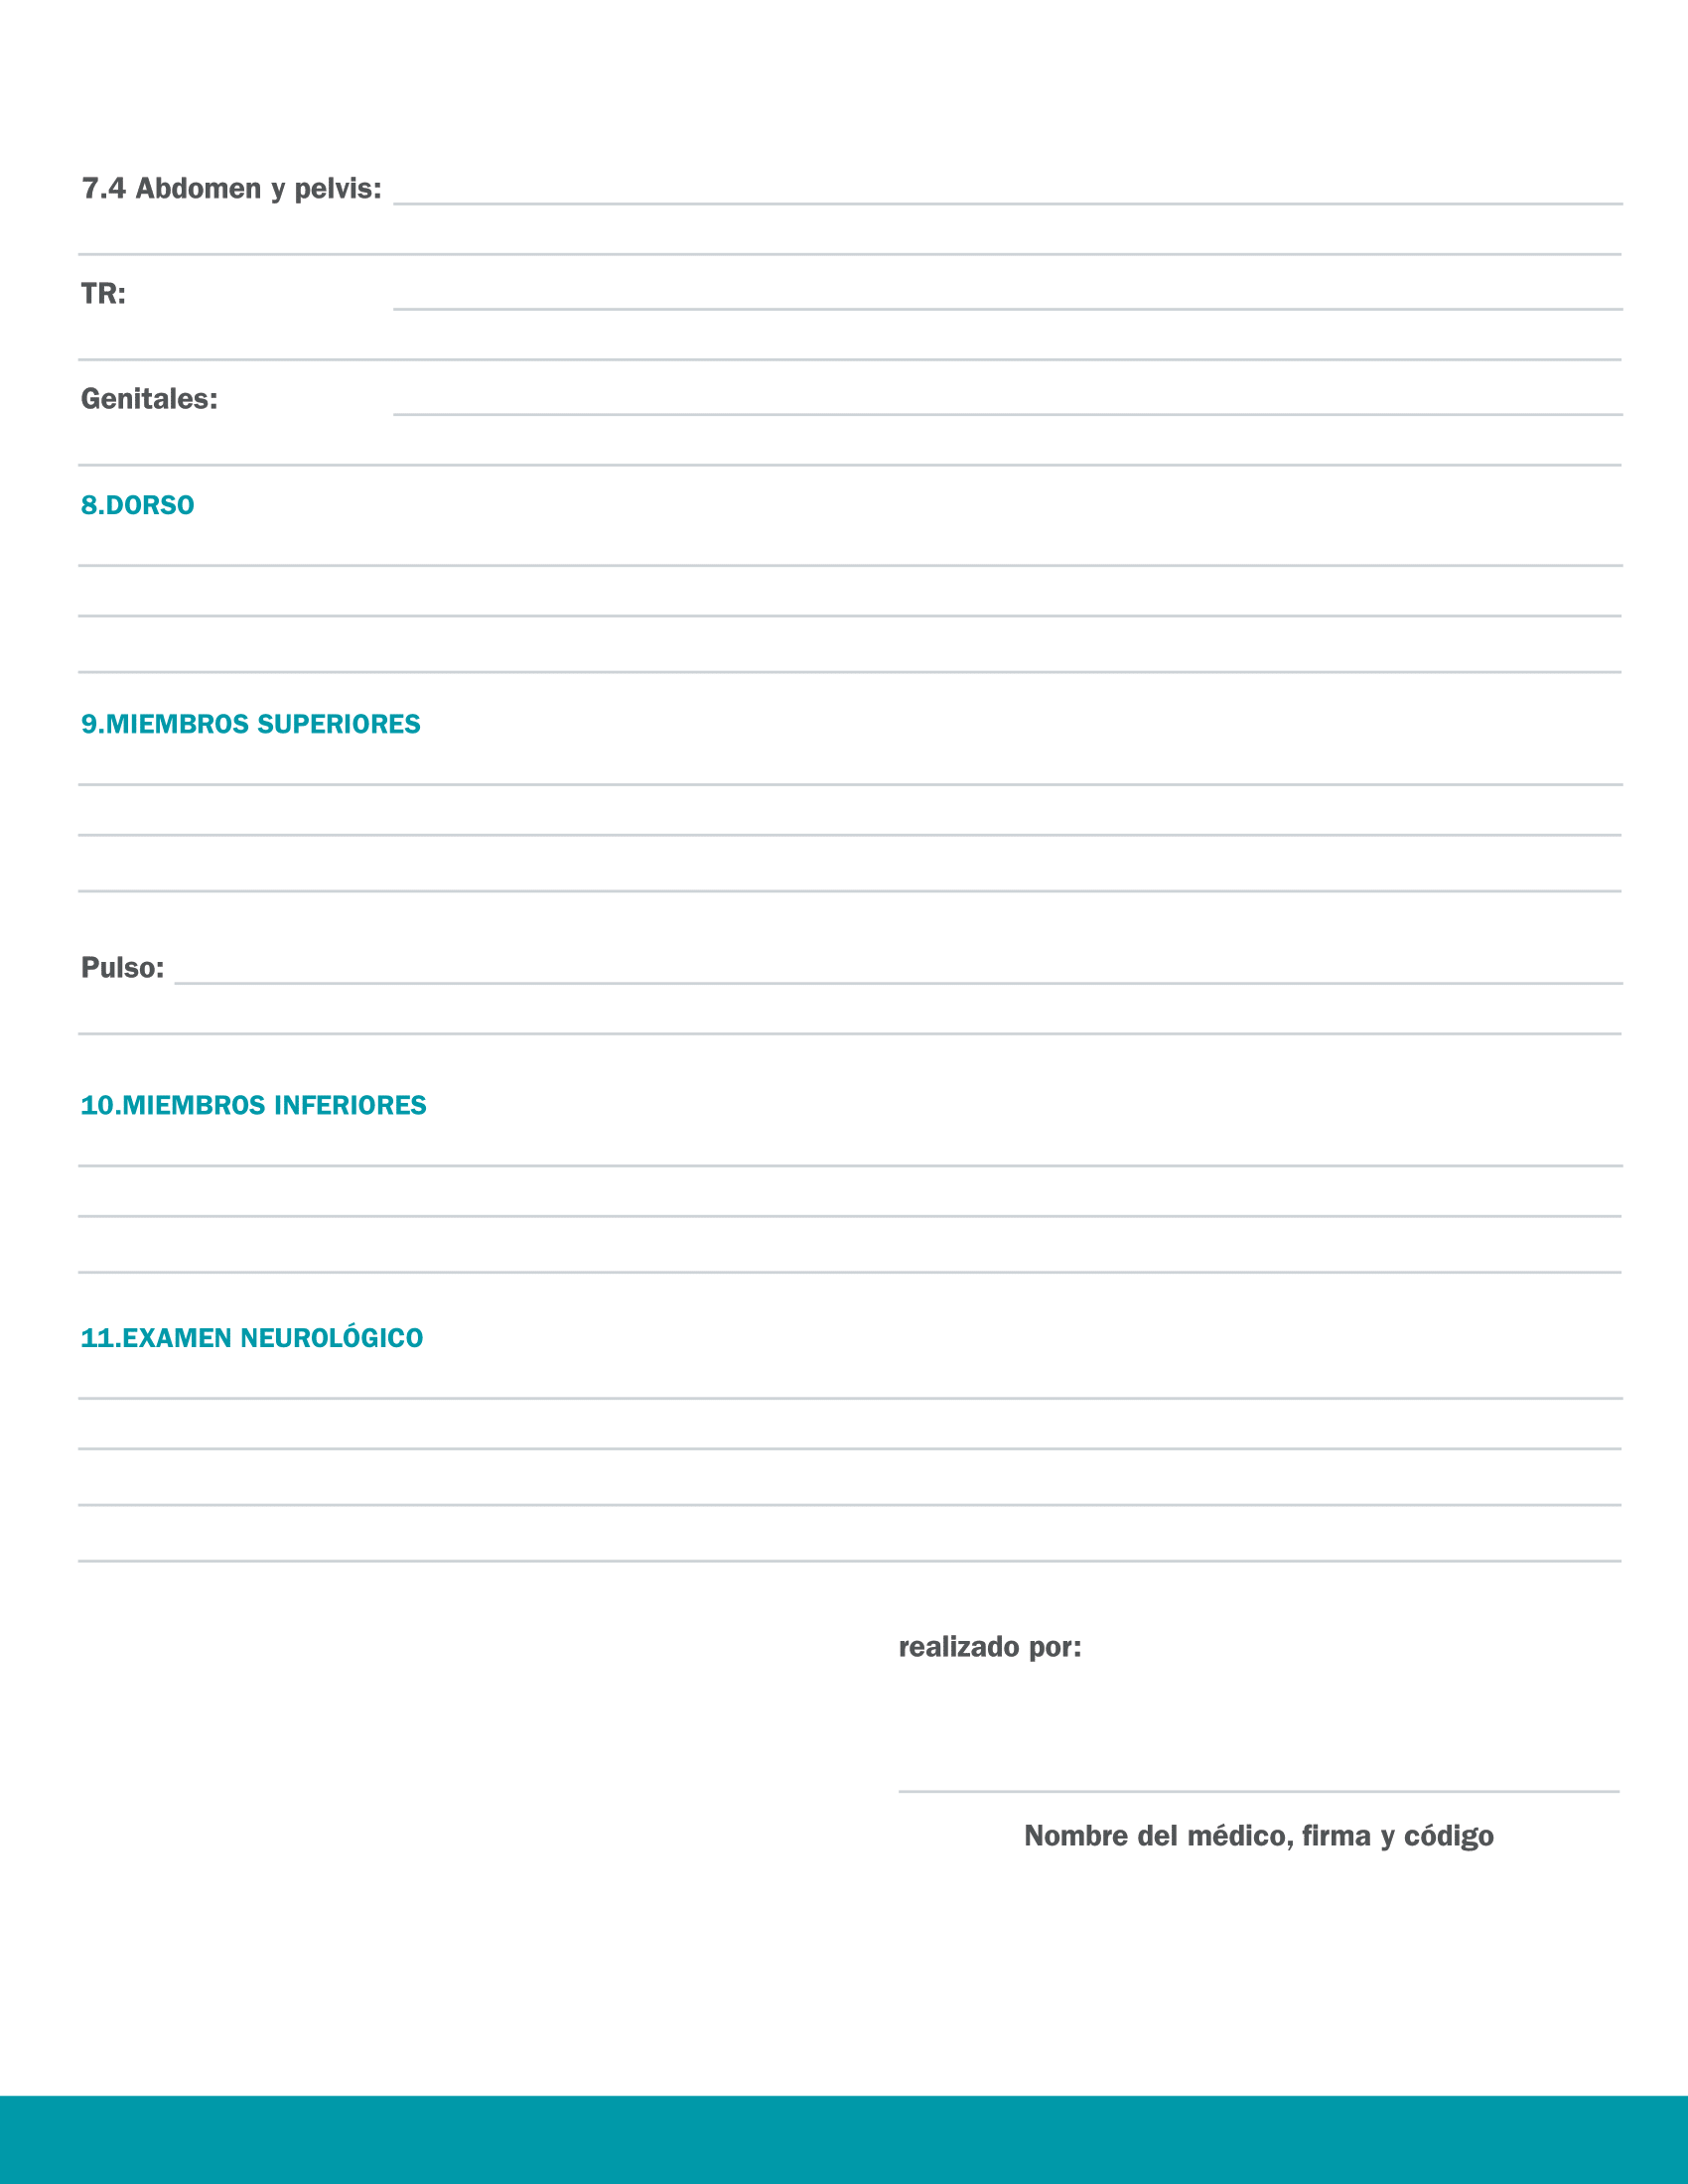 7.4 Abdomen y pelvis:
TR:
Genitales:
8.DORSO
9.MIEMBROS SUPERIORES
Pulso:
10.MIEMBROS INFERIORES
11.EXAMEN NEUROLÓGICO
realizado por:
Nombre del médico, firma y código